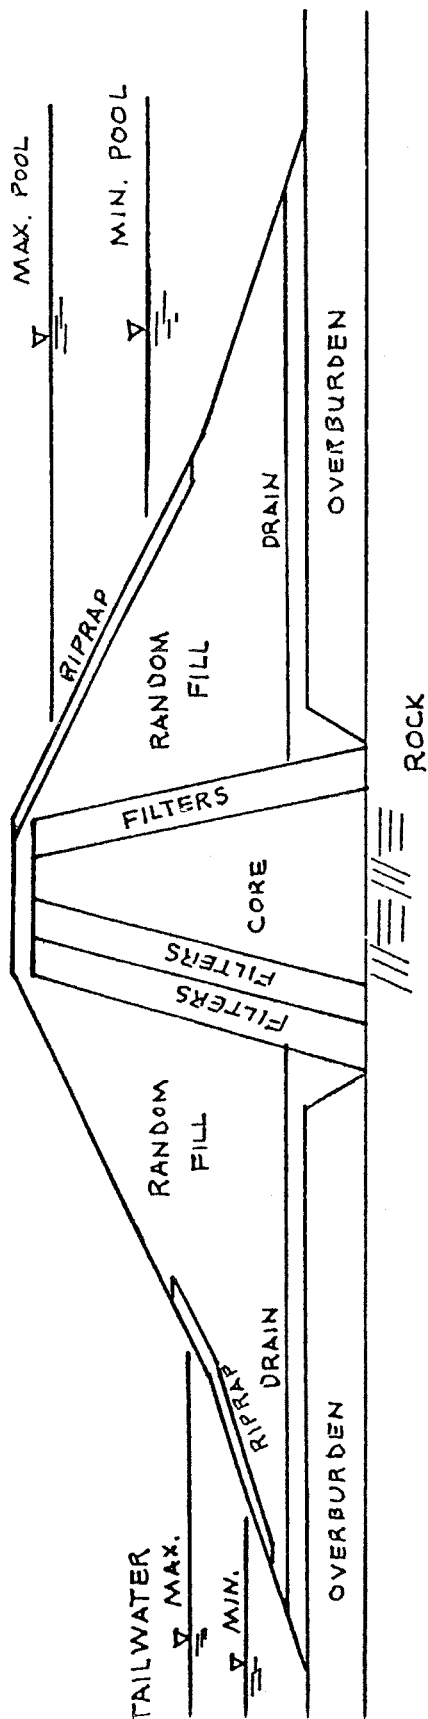 MAX. POOL
MIN. POOL
TAILWATER
MAX.
MIN.
RIPRAP
RANDOM
FILL
RANDOM
FILL
FILTERS
FILTERS
FILTERS
CORE
RIPRAP
DRAIN
DRAIN
OVERBURDEN
OVERBURDEN
ROCK